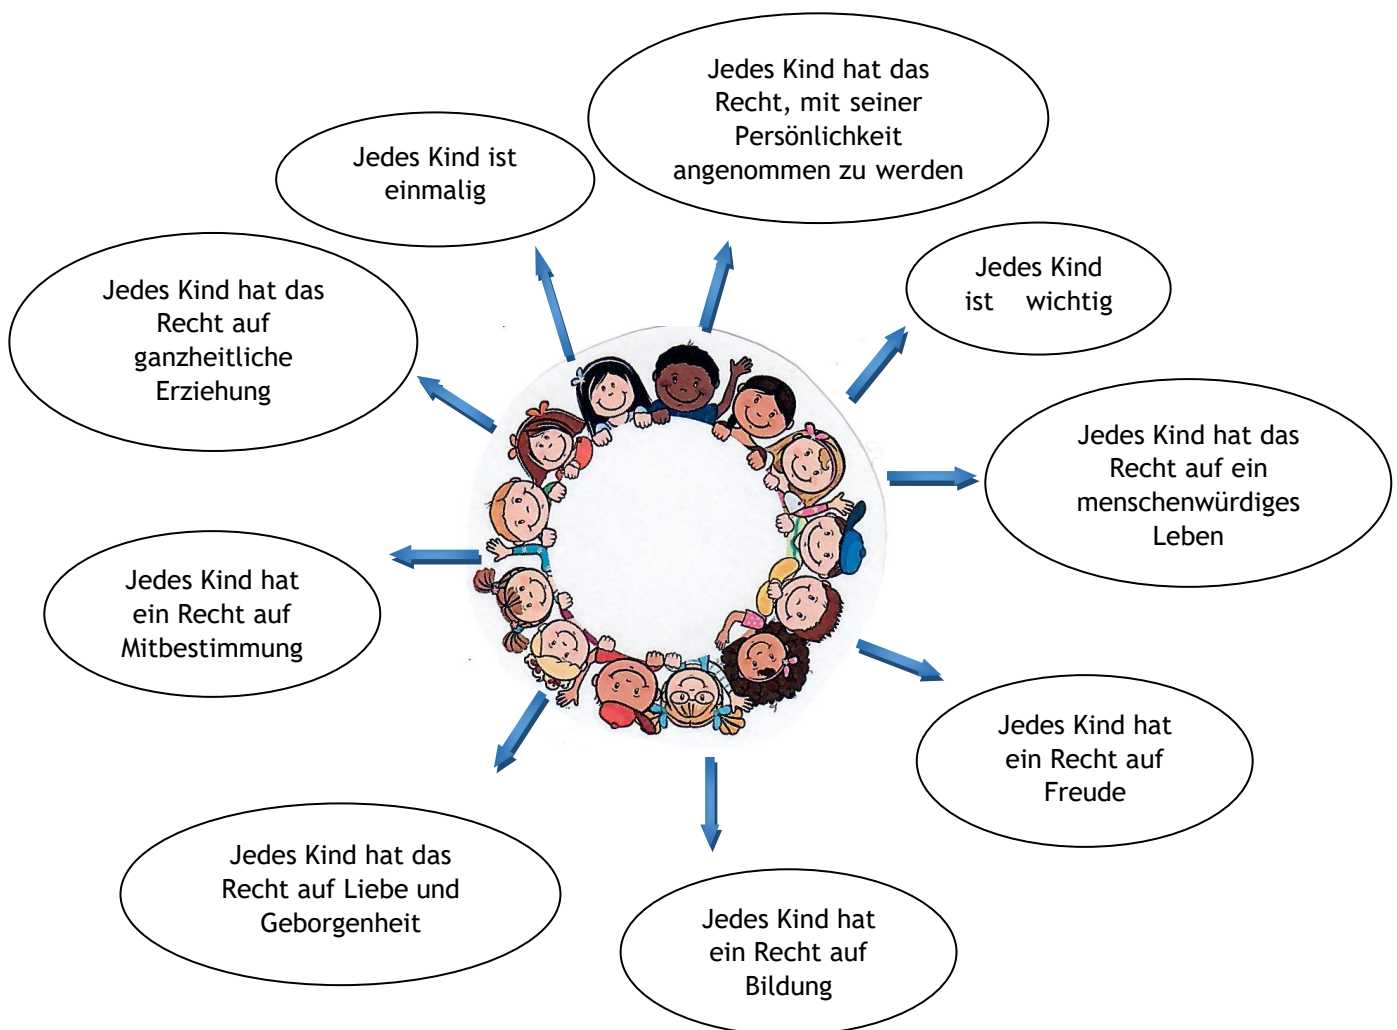 Jedes Kind hat das
Recht, mit seiner
Persönlichkeit
angenommen zu werden
Jedes Kind ist
einmalig
Jedes Kind
ist wichtig
Jedes Kind hat das
Recht auf
ganzheitliche
Erziehung
Jedes Kind hat das
Recht auf ein
menschenwürdiges
Leben
Jedes Kind hat
ein Recht auf
Mitbestimmung
Jedes Kind hat
ein Recht auf
Freude
Jedes Kind hat das
Recht auf Liebe und
Geborgenheit
Jedes Kind hat
ein Recht auf
Bildung